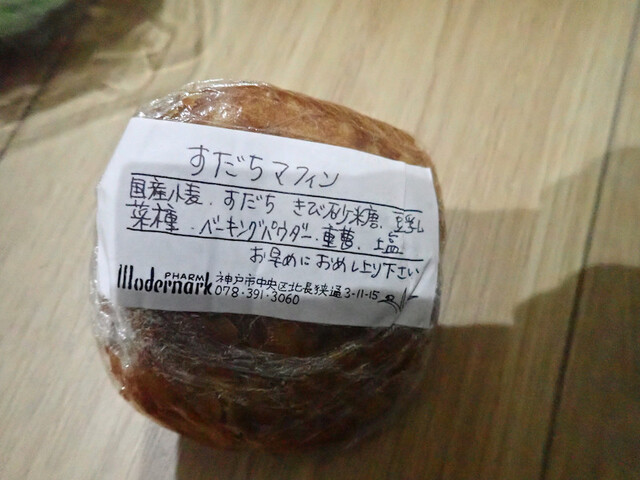 すだちマフィン
国産小麦、すだち きび砂糖、豆乳
菜種、ベーキングパウダー、重曹、塩
お早めにおめし上り下さい
PHARM
Modernark
神戸市中央区北長狭通3-11-15
078・391・3060